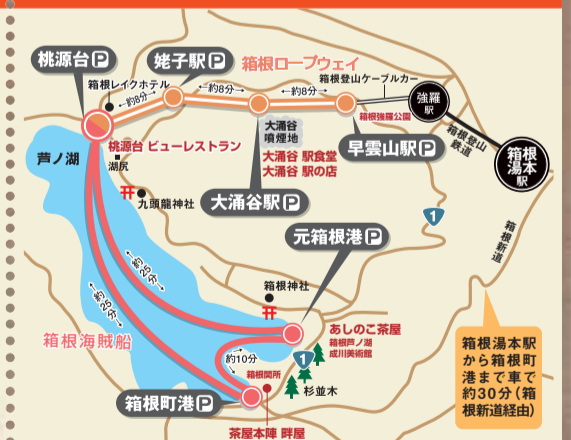 桃源台 P
姥子駅 P
箱根ロープウェイ
箱根レイクホテル
約8分
約8分
約8分
箱根登山ケーブルカー
強羅駅
箱根強羅公園
箱根登山鉄道
箱根湯本駅
芦ノ湖
桃源台 ビューレストラン
湖尻
大涌谷
噴煙地
大涌谷 駅食堂
大涌谷 駅の店
早雲山駅 P
九頭龍神社
大涌谷駅 P
1
箱根新道
元箱根港 P
約25分
約25分
箱根神社
箱根海賊船
あしのこ茶屋
箱根芦ノ湖
成川美術館
約10分
1
箱根関所
杉並木
箱根町港 P
茶屋本陣 畔屋
箱根湯本駅
から箱根町
港まで車で
約30分（箱
根新道経由）